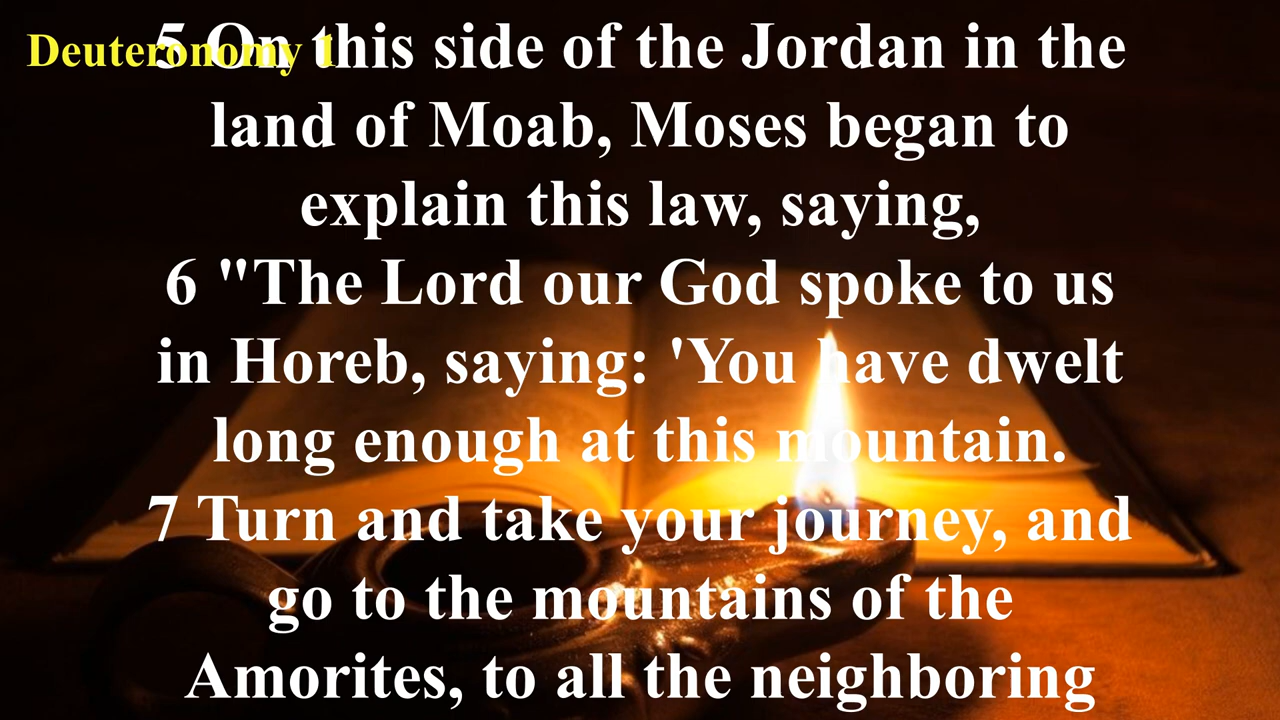 Deuteronomy 1
5 On this side of the Jordan in the
land of Moab, Moses began to
explain this law, saying,
6 "The Lord our God spoke to us
in Horeb, saying: 'You have dwelt
long enough at this mountain.
7 Turn and take your journey, and
go to the mountains of the
Amorites, to all the neighboring